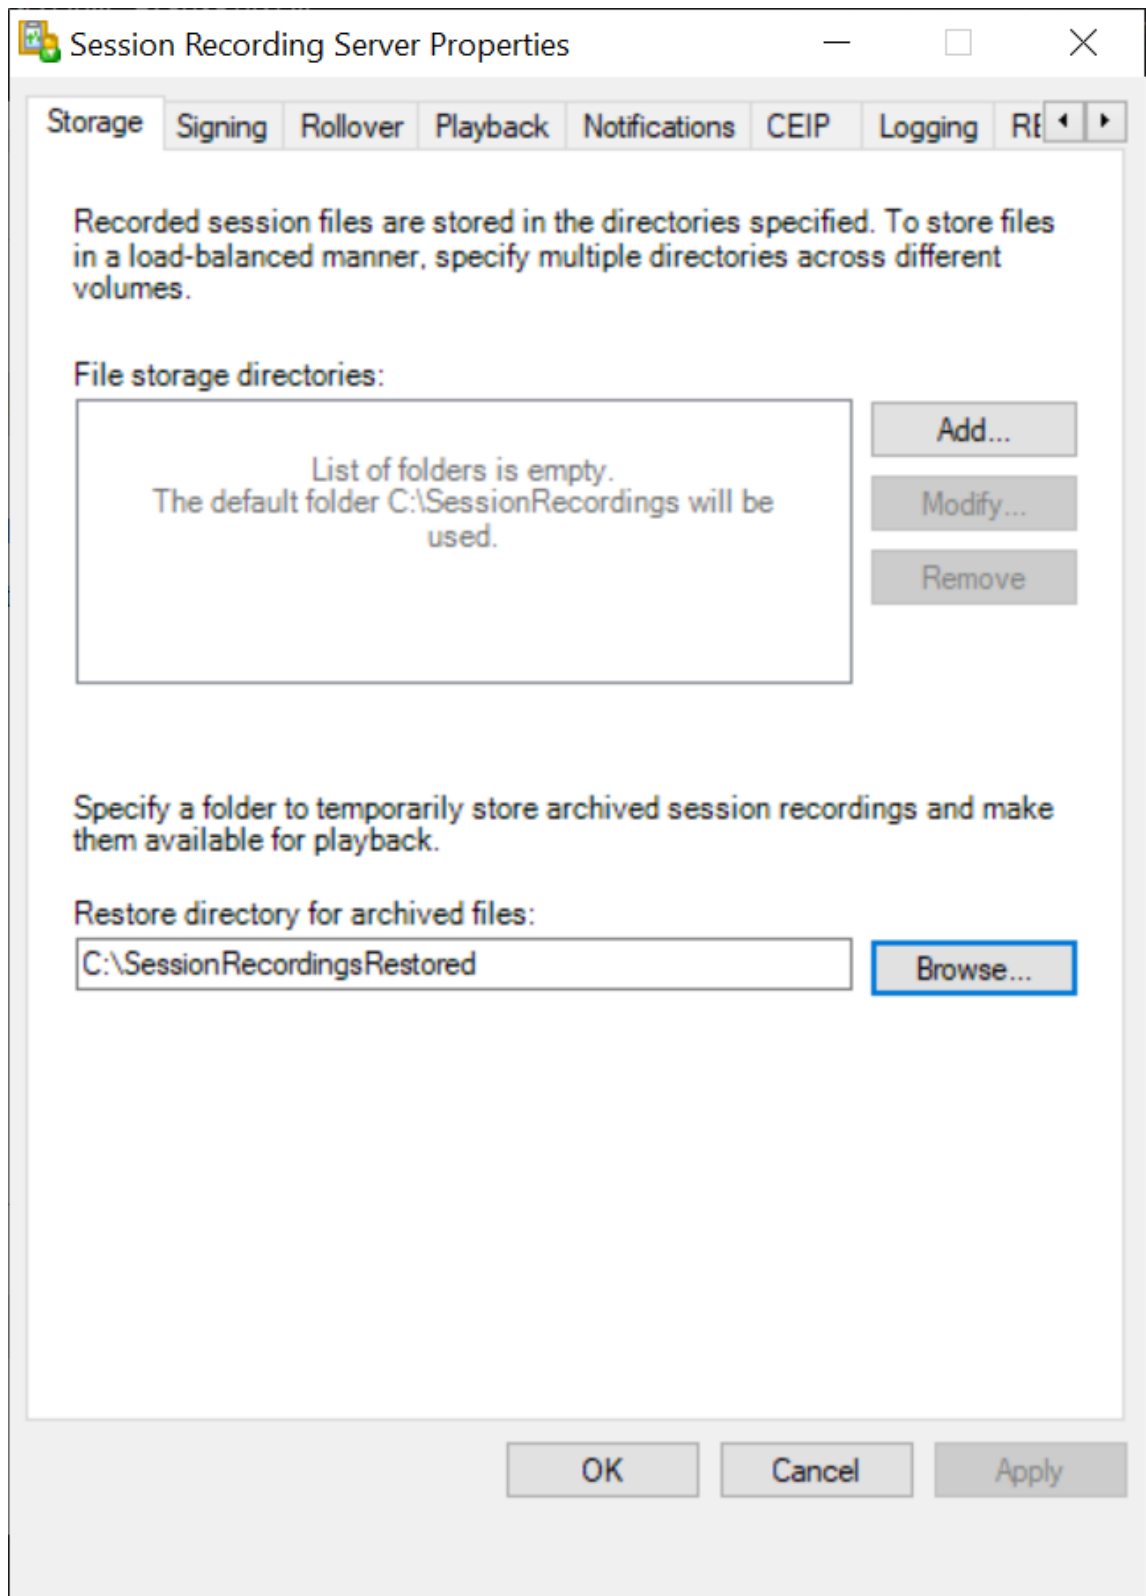 Session Recording Server Properties
Storage Signing Rollover Playback Notifications CEIP Logging
Recorded session files are stored in the directories specified. To store files
in a load-balanced manner, specify multiple directories across different
volumes.
File storage directories:
List of folders is empty.
The default folder C:\SessionRecordings will be
used.
Add...
Modify...
Remove
Specify a folder to temporarily store archived session recordings and make
them available for playback.
Restore directory for archived files:
C:\SessionRecordingsRestored
Browse...
OK Cancel Apply